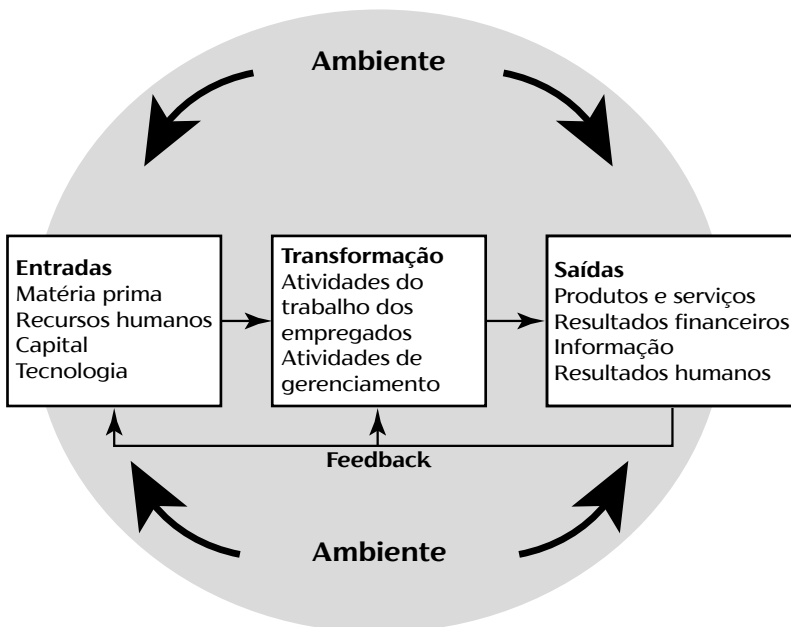 Ambiente
Entradas
Matéria prima
Recursos humanos
Capital
Tecnologia
Transformação
Atividades do
trabalho dos
empregados
Atividades de
gerenciamento
Saídas
Produtos e serviços
Resultados financeiros
Informação
Resultados humanos
Feedback
Ambiente